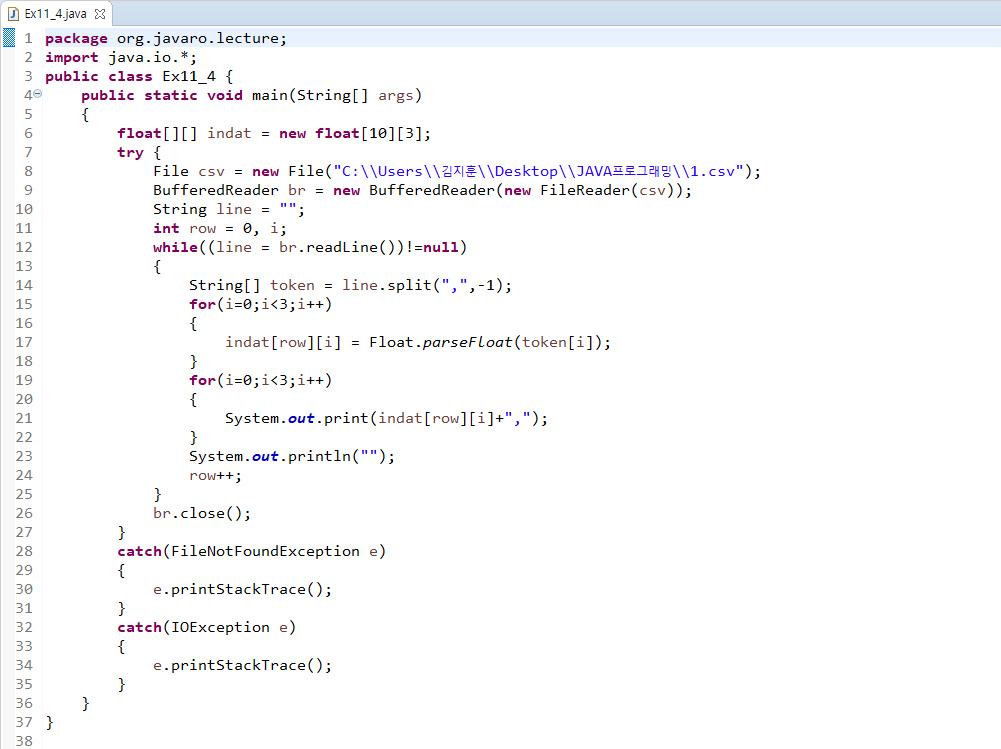 Ex11_4.java
1 package org.javaro.lecture;
2 import java.io.*;
3 public class Ex11_4 {
4 public static void main(String[] args)
5 {
6 float[][] indat = new float[10][3];
7 try {
8 File csv = new File("C:\\Users\\김지훈\\Desktop\\JAVA프로그래밍\\1.csv");
9 BufferedReader br = new BufferedReader(new FileReader(csv));
10 String line = "";
11 int row = 0, i;
12 while((line = br.readLine())!=null)
13 {
14 String[] token = line.split(",",-1);
15 for(i=0;i<3;i++)
16 {
17 indat[row][i] = Float.parseFloat(token[i]);
18 }
19 for(i=0;i<3;i++)
20 {
21 System.out.print(indat[row][i]+",");
22 }
23 System.out.println("");
24 row++;
25 }
26 br.close();
27 }
28 catch(FileNotFoundException e)
29 {
30 e.printStackTrace();
31 }
32 catch(IOException e)
33 {
34 e.printStackTrace();
35 }
36 }
37 }
38